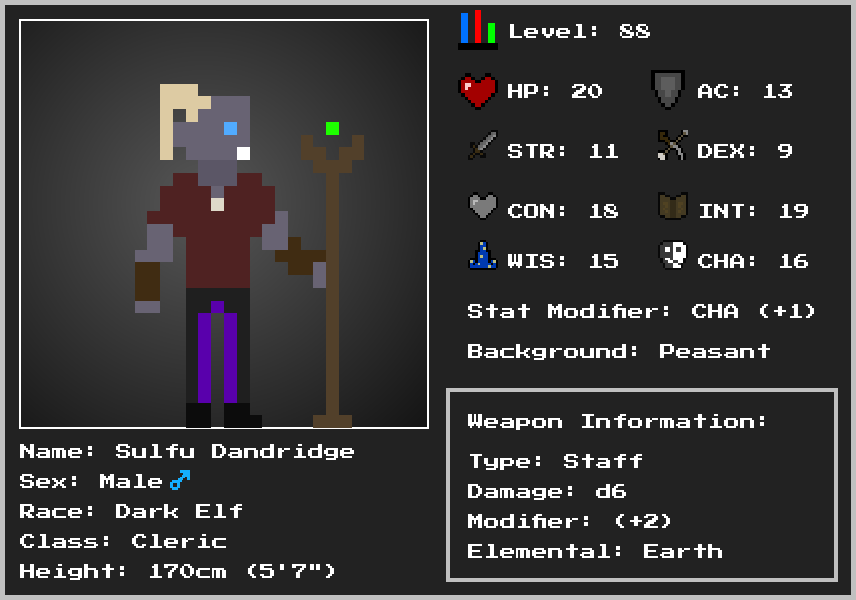 Level: 88
HP: 20 AC: 13
STR: 11 DEX: 9
CON: 18 INT: 19
WIS: 15 CHA: 16
Stat Modifier: CHA (+1)
Background: Peasant
Weapon Information:
Type: Staff
Damage: d6
Modifier: (+2)
Elemental: Earth
Name: Sulfu Dandridge
Sex: Male ♂
Race: Dark Elf
Class: Cleric
Height: 170cm (5'7")